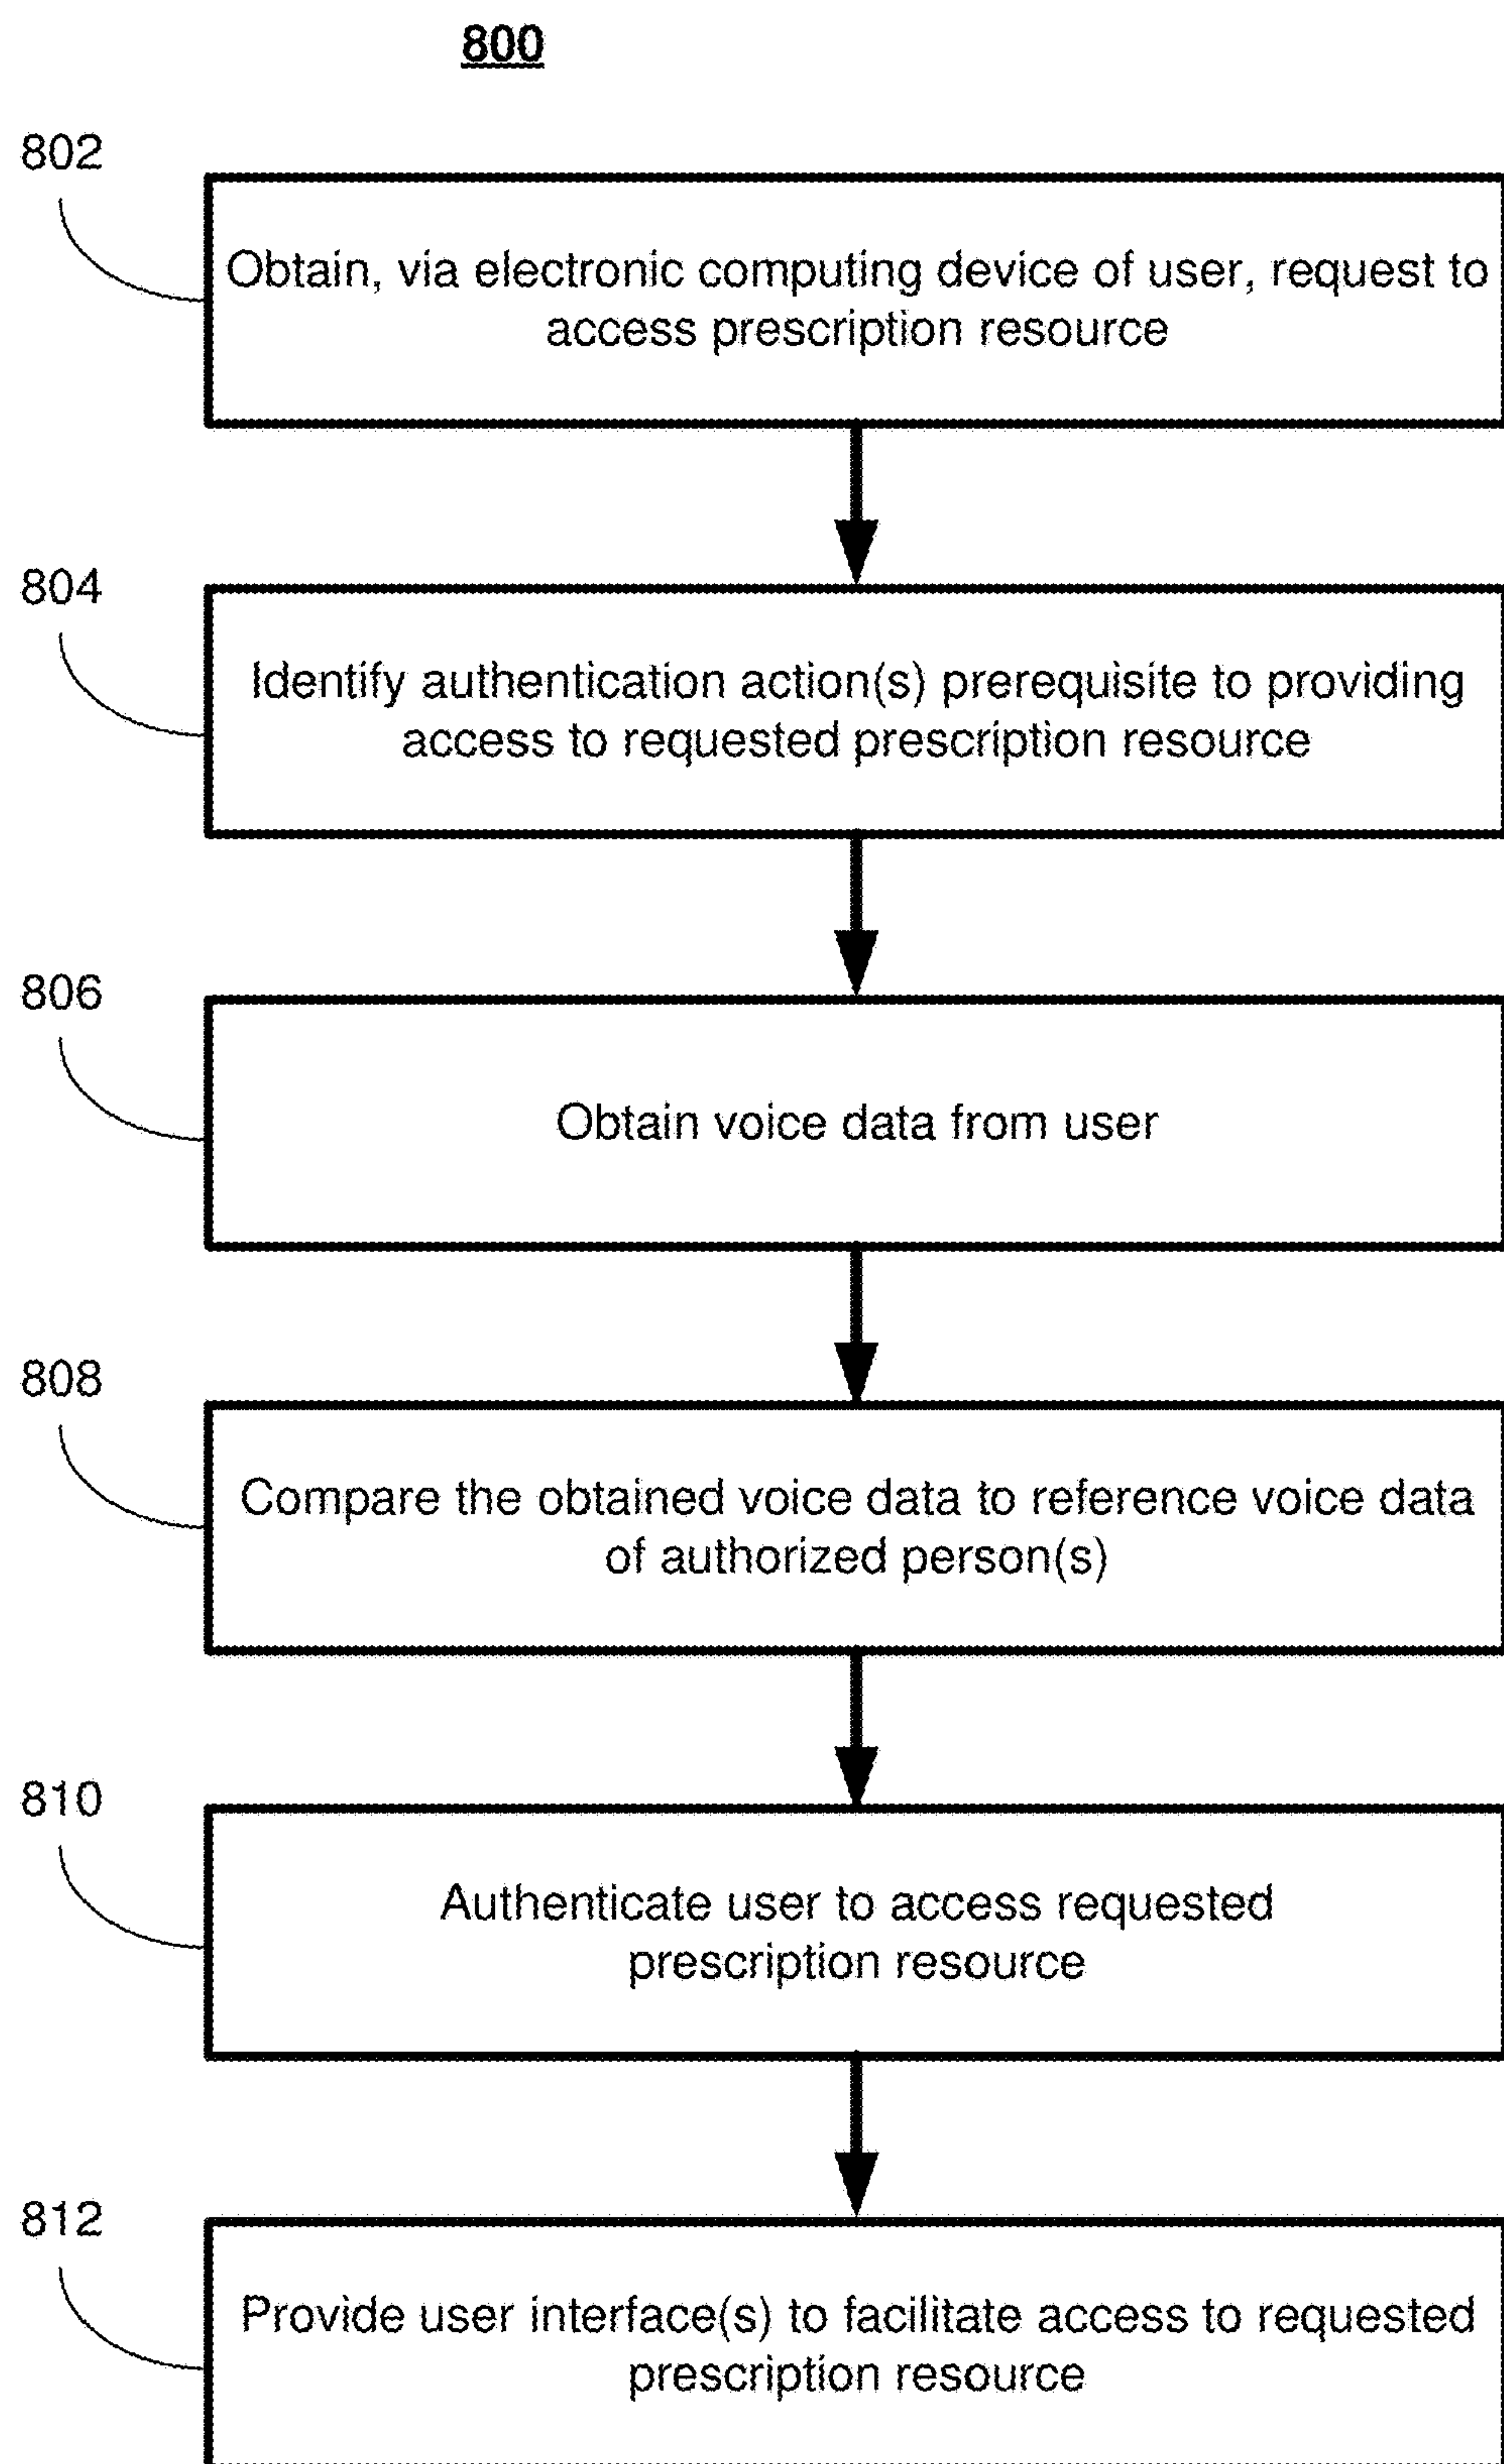 800
802
Obtain, via electronic computing device of user, request to
access prescription resource
804
Identify authentication action(s) prerequisite to providing
access to requested prescription resource
806
Obtain voice data from user
808
Compare the obtained voice data to reference voice data
of authorized person(s)
810
Authenticate user to access requested
prescription resource
812
Provide user interface(s) to facilitate access to requested
prescription resource